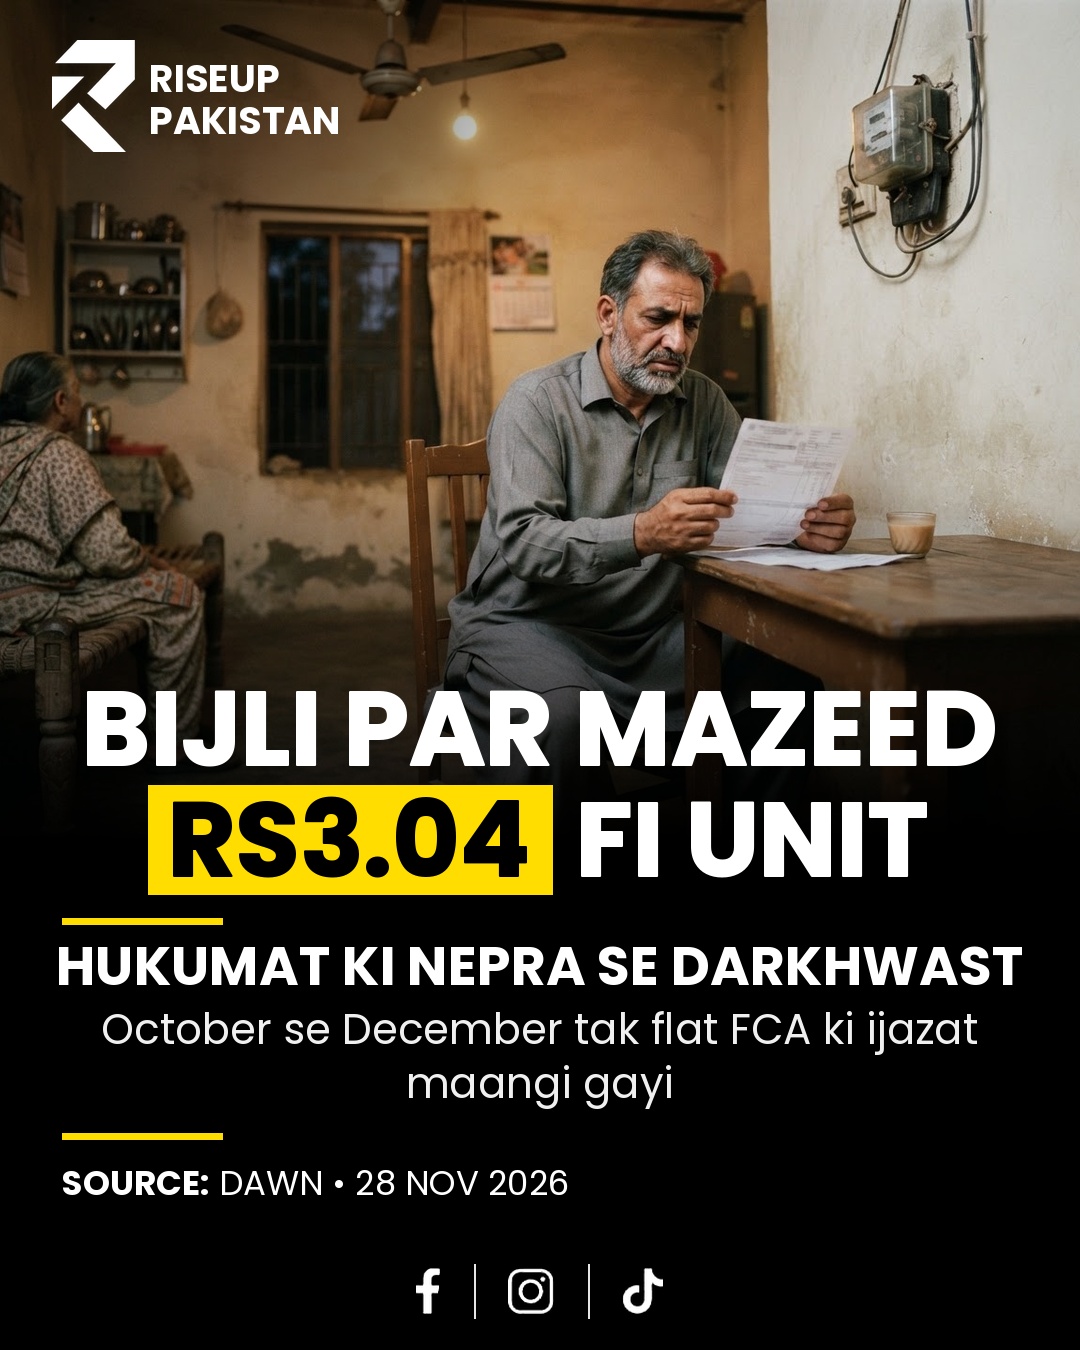 RISEUP
PAKISTAN
BIJLI PAR MAZEED
RS3.04 FI UNIT
HUKUMAT KI NEPRA SE DARKHWAST
October se December tak flat FCA ki ijazat
maangi gayi
SOURCE: DAWN • 28 NOV 2026